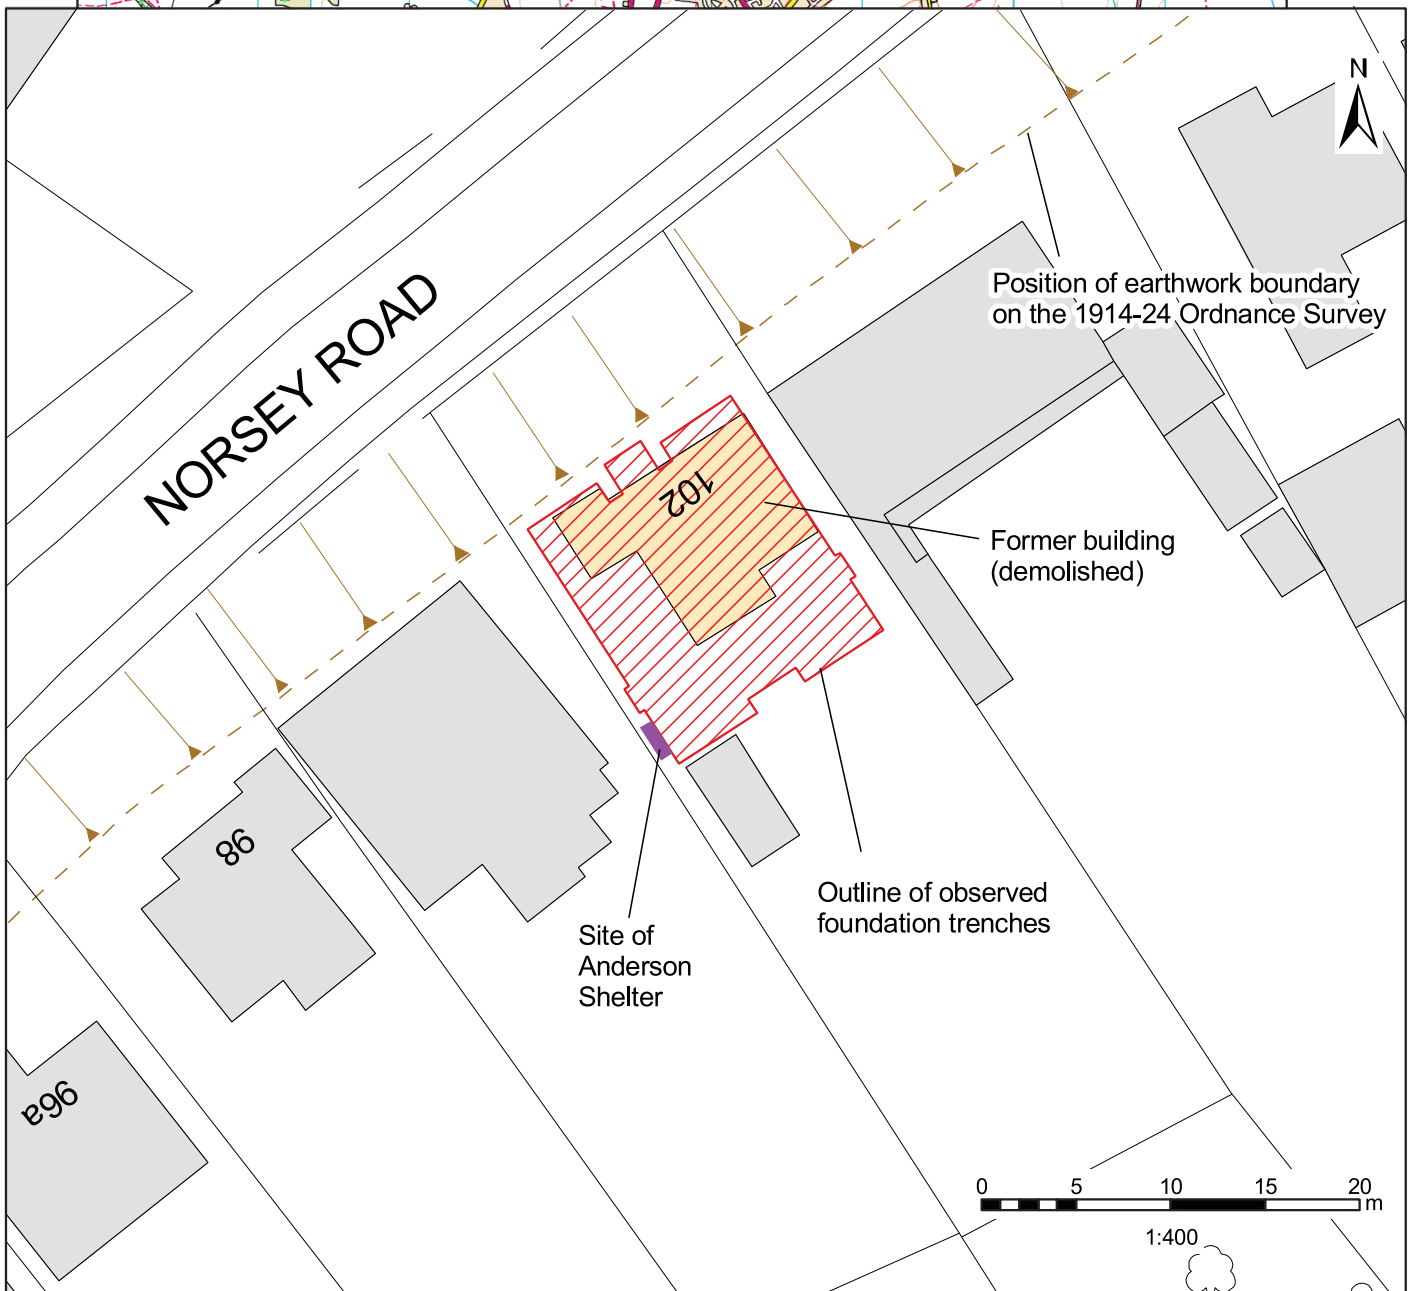 N
Position of earthwork boundary
on the 1914-24 Ordnance Survey
NORSEY ROAD
102
Former building
(demolished)
98
Outline of observed
foundation trenches
Site of
Anderson
Shelter
96a
0 5 10 15 20
m
1:400